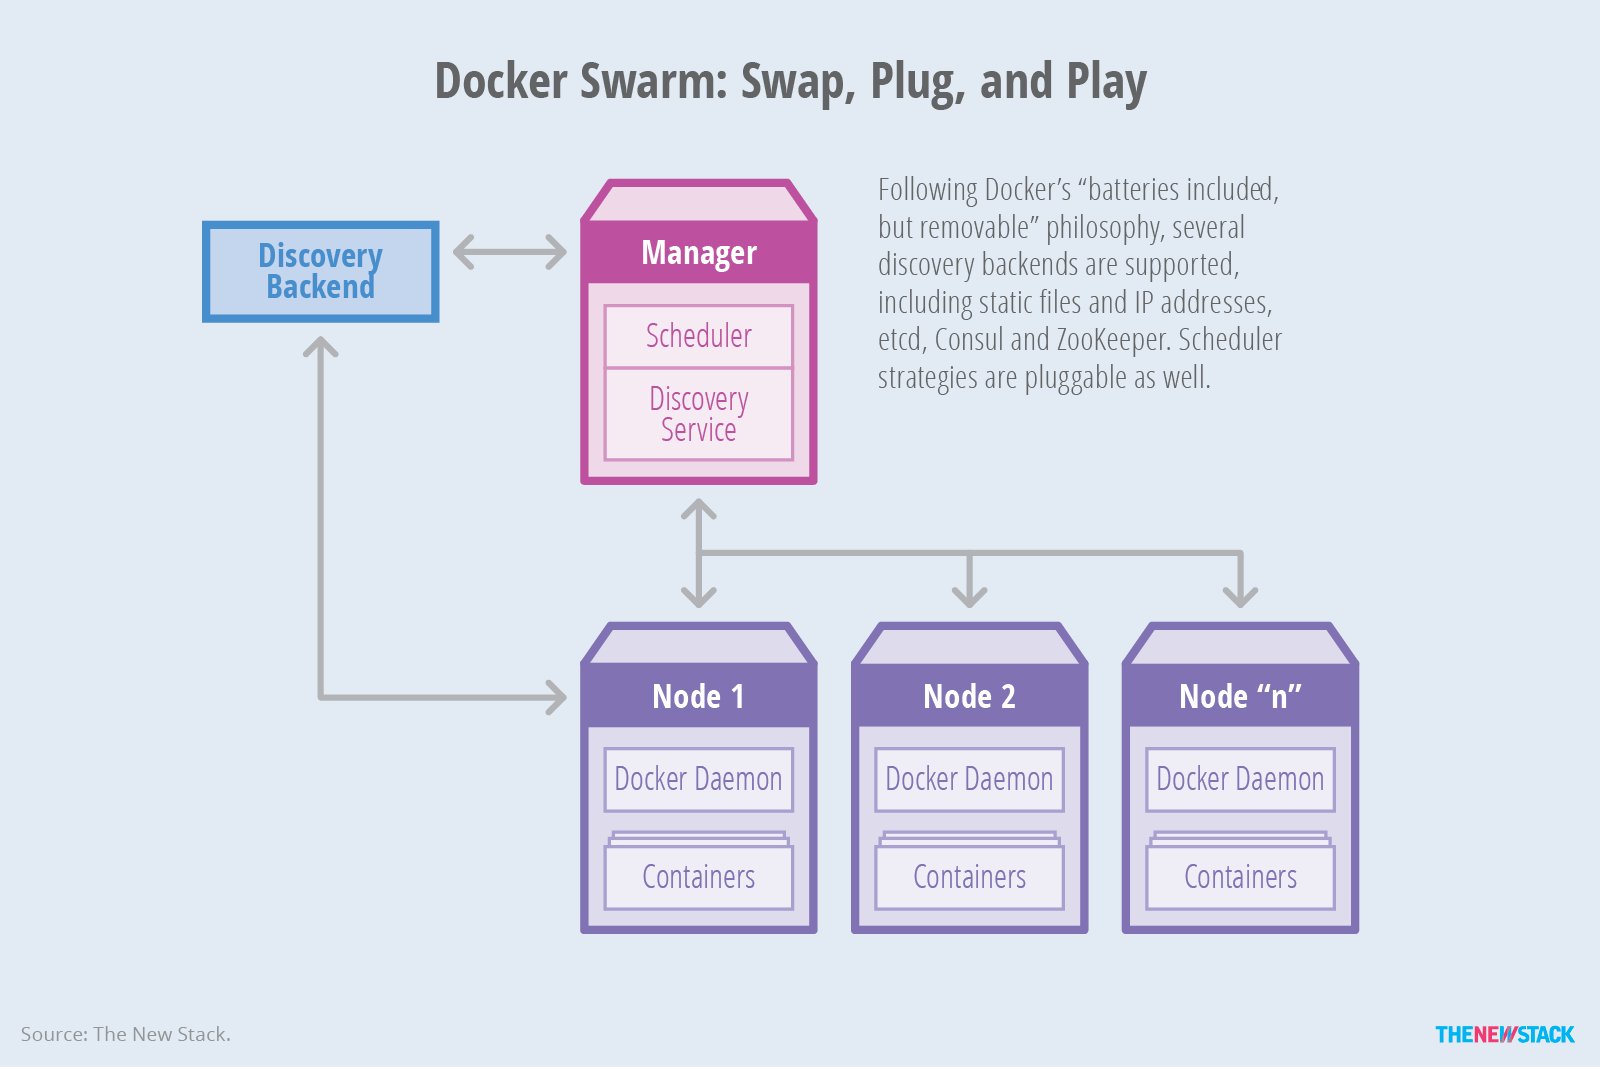 Docker Swarm: Swap, Plug, and Play
Discovery
Backend
Manager
Scheduler
Discovery
Service
Following Docker’s “batteries included,
but removable” philosophy, several
discovery backends are supported,
including static files and IP addresses,
etcd, Consul and ZooKeeper. Scheduler
strategies are pluggable as well.
Node 1
Docker Daemon
Containers
Node 2
Docker Daemon
Containers
Node “n”
Docker Daemon
Containers
Source: The New Stack.
THENEWSTACK